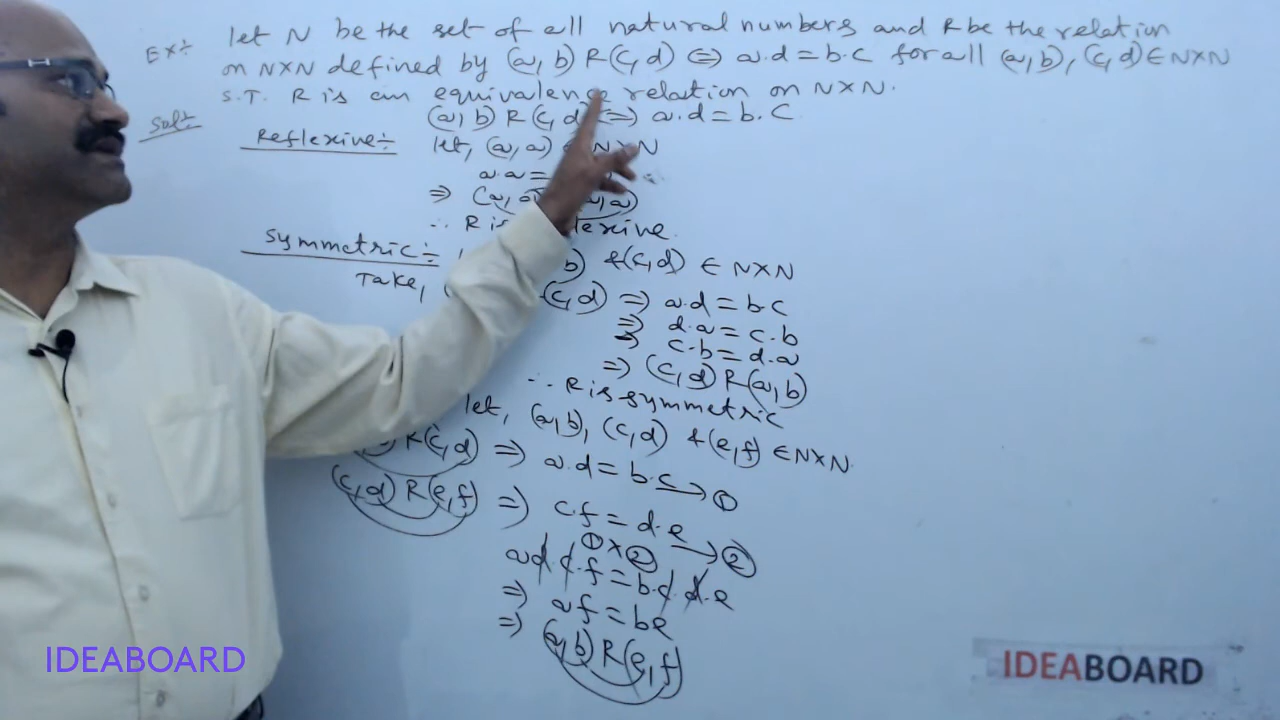 Ex:- let N be the set of all natural numbers and R be the relation
on N×N defined by (a, b) R (c, d) ⇔ a.d = b.c for all (a, b), (c, d) ∈ N×N
S.T. R is an equivalence relation on N×N.
Sol:- (a, b) R (c, d) ⇒ a.d = b.c
Reflexive:- let, (a, a) ∈ N×N
a.a =
⇒ (a, a) , a)
∴ R is reflexive.
Symmetric:- b) & (c, d) ∈ N×N
Take, (c, d) ⇒ a.d = b.c
⇒ d.a = c.b
⇒ c.b = d.a
⇒ (c, d) R (a, b)
∴ R is symmetric
let, (a, b), (c, d) & (e, f) ∈ N×N
) R (c, d) ⇒ a.d = b.c → ①
(c, d) R (e, f) ⇒ c.f = d.e → ②
① × ②
a d c.f = b.c d.e
⇒ a f = b e
⇒ (a, b) R (e, f)
IDEABOARD
IDEABOARD